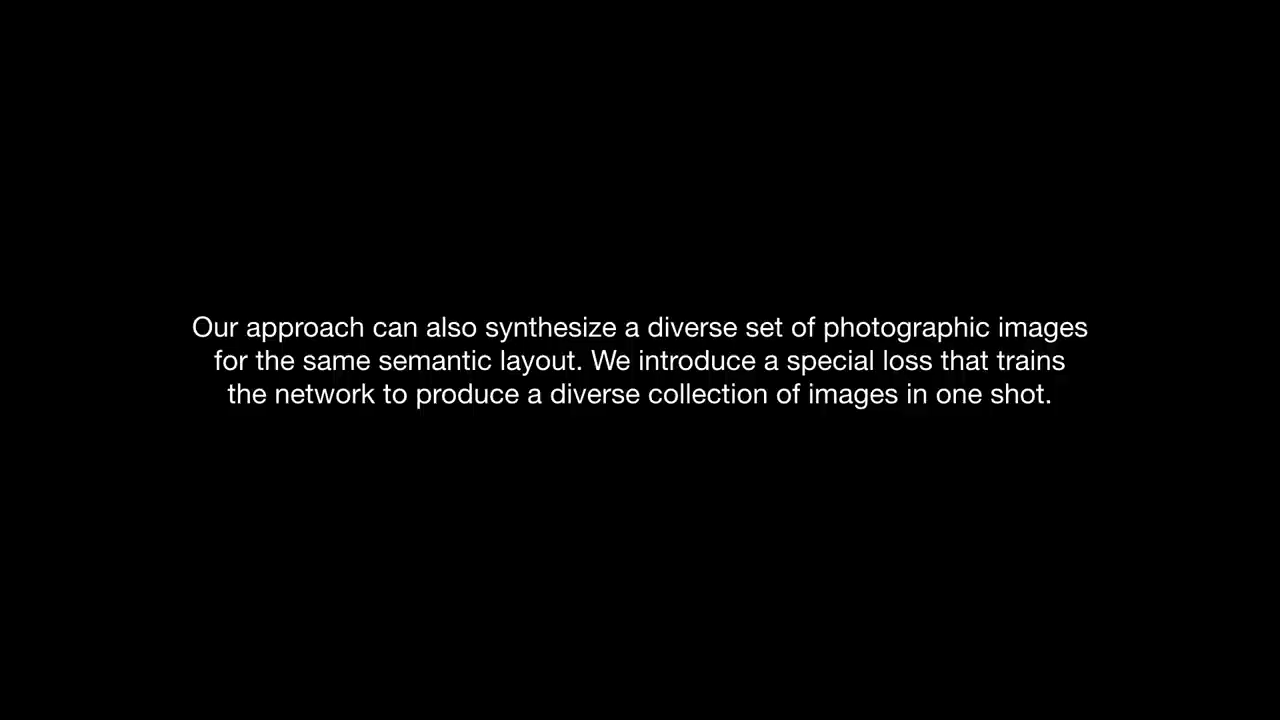 Our approach can also synthesize a diverse set of photographic images
for the same semantic layout. We introduce a special loss that trains
the network to produce a diverse collection of images in one shot.